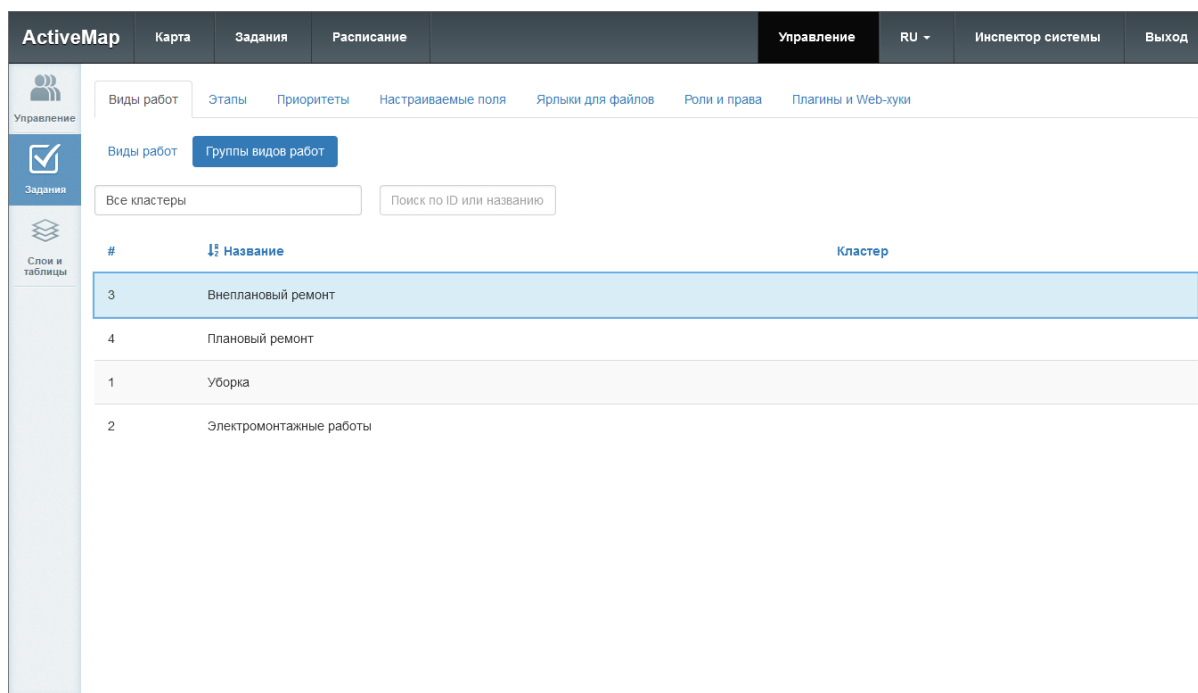 ActiveMap Карта Задания Расписание Управление RU Инспектор системы Выход
Управление
Задания
Слои и
таблицы
Виды работ Этапы Приоритеты Настраиваемые поля Ярлыки для файлов Роли и права Плагины и Web-хуки
Виды работ Группы видов работ
Все кластеры Поиск по ID или названию
# Название Кластер
3 Внеплановый ремонт
4 Плановый ремонт
1 Уборка
2 Электромонтажные работы